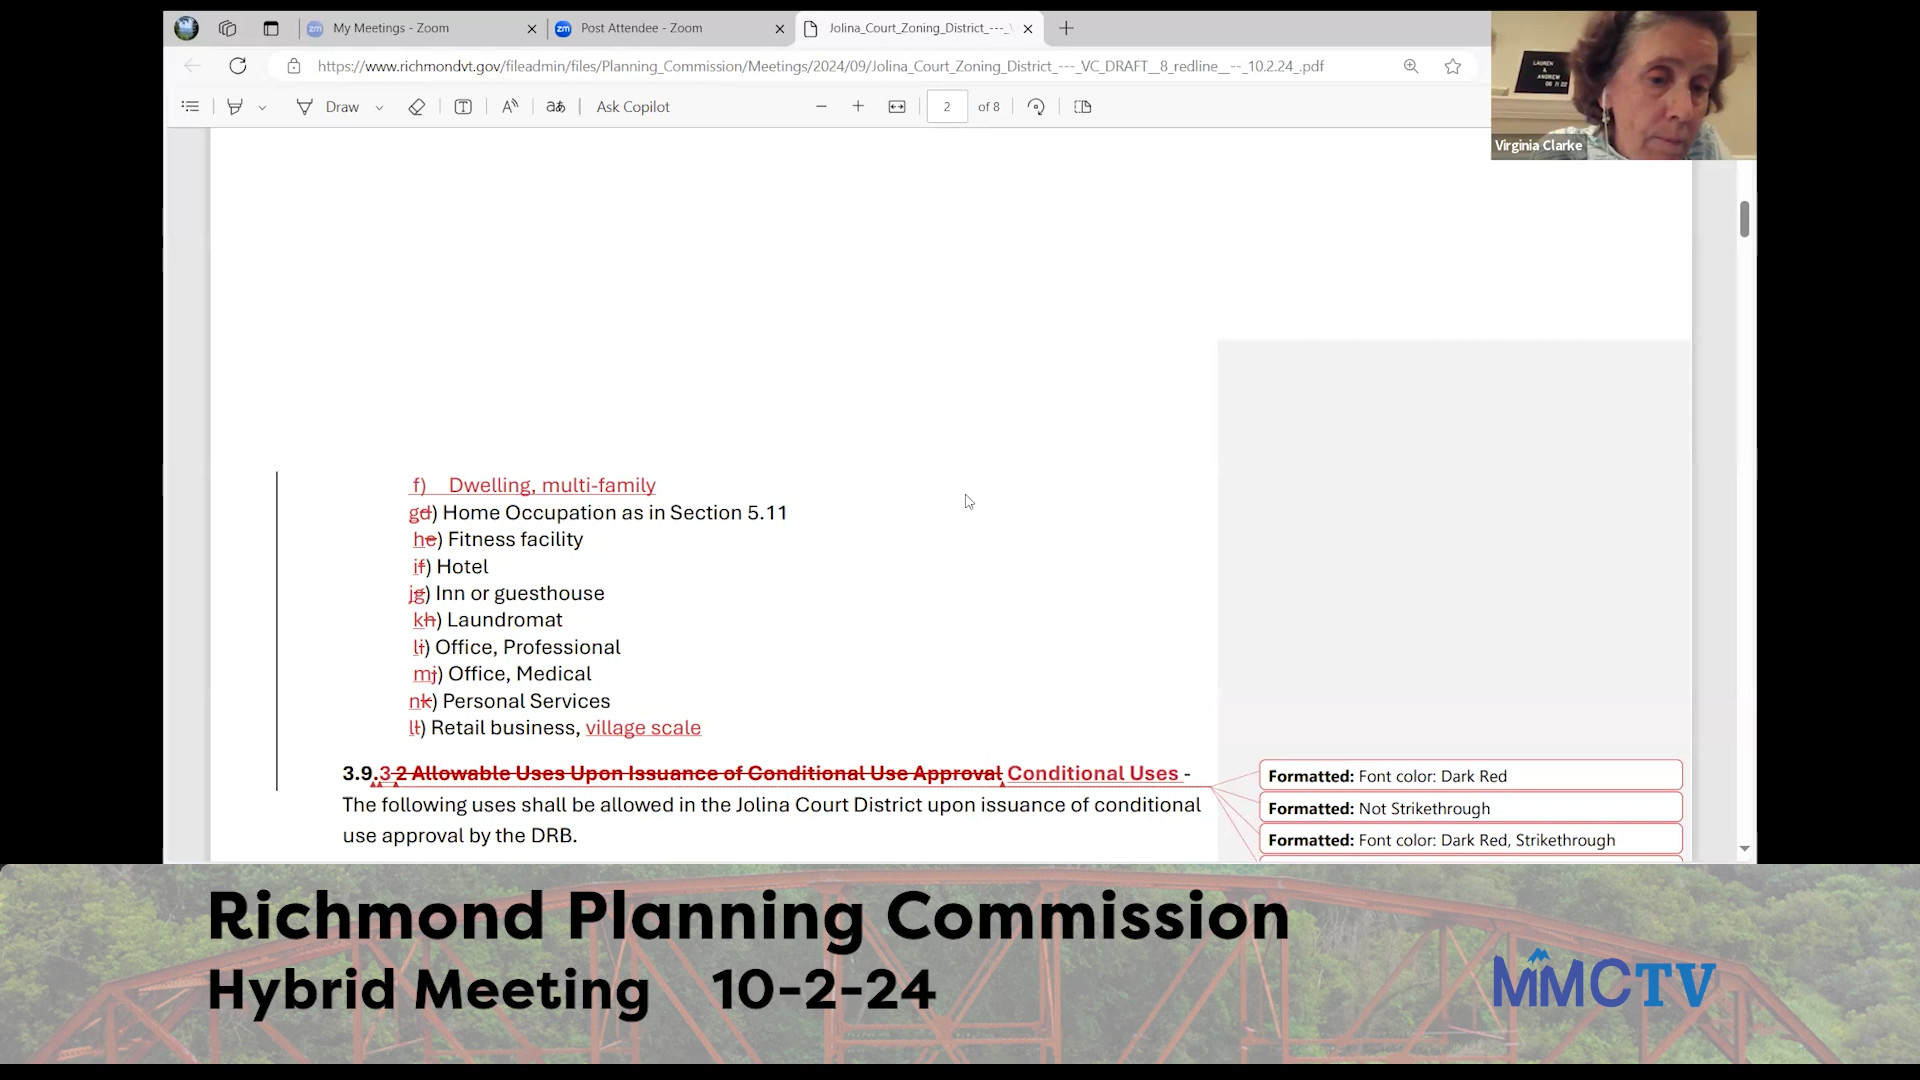 My Meetings - Zoom
Post Attendee - Zoom
Jolina_Court_Zoning_District_---_
https://www.richmondvt.gov/fileadmin/files/Planning_Commission/Meetings/2024/09/Jolina_Court_Zoning_District_---_VC_DRAFT__8_redline__--_10.2.24_.pdf
Draw
Ask Copilot
2 of 8
LAUREN
&
ANDREW
Virginia Clarke
f) Dwelling, multi-family
gd) Home Occupation as in Section 5.11
he) Fitness facility
if) Hotel
jg) Inn or guesthouse
kh) Laundromat
li) Office, Professional
mj) Office, Medical
nk) Personal Services
lt) Retail business, village scale
3.9.3 2 Allowable Uses Upon Issuance of Conditional Use Approval Conditional Uses -
The following uses shall be allowed in the Jolina Court District upon issuance of conditional
use approval by the DRB.
Formatted: Font color: Dark Red
Formatted: Not Strikethrough
Formatted: Font color: Dark Red, Strikethrough
Richmond Planning Commission
Hybrid Meeting 10-2-24
MMCTV